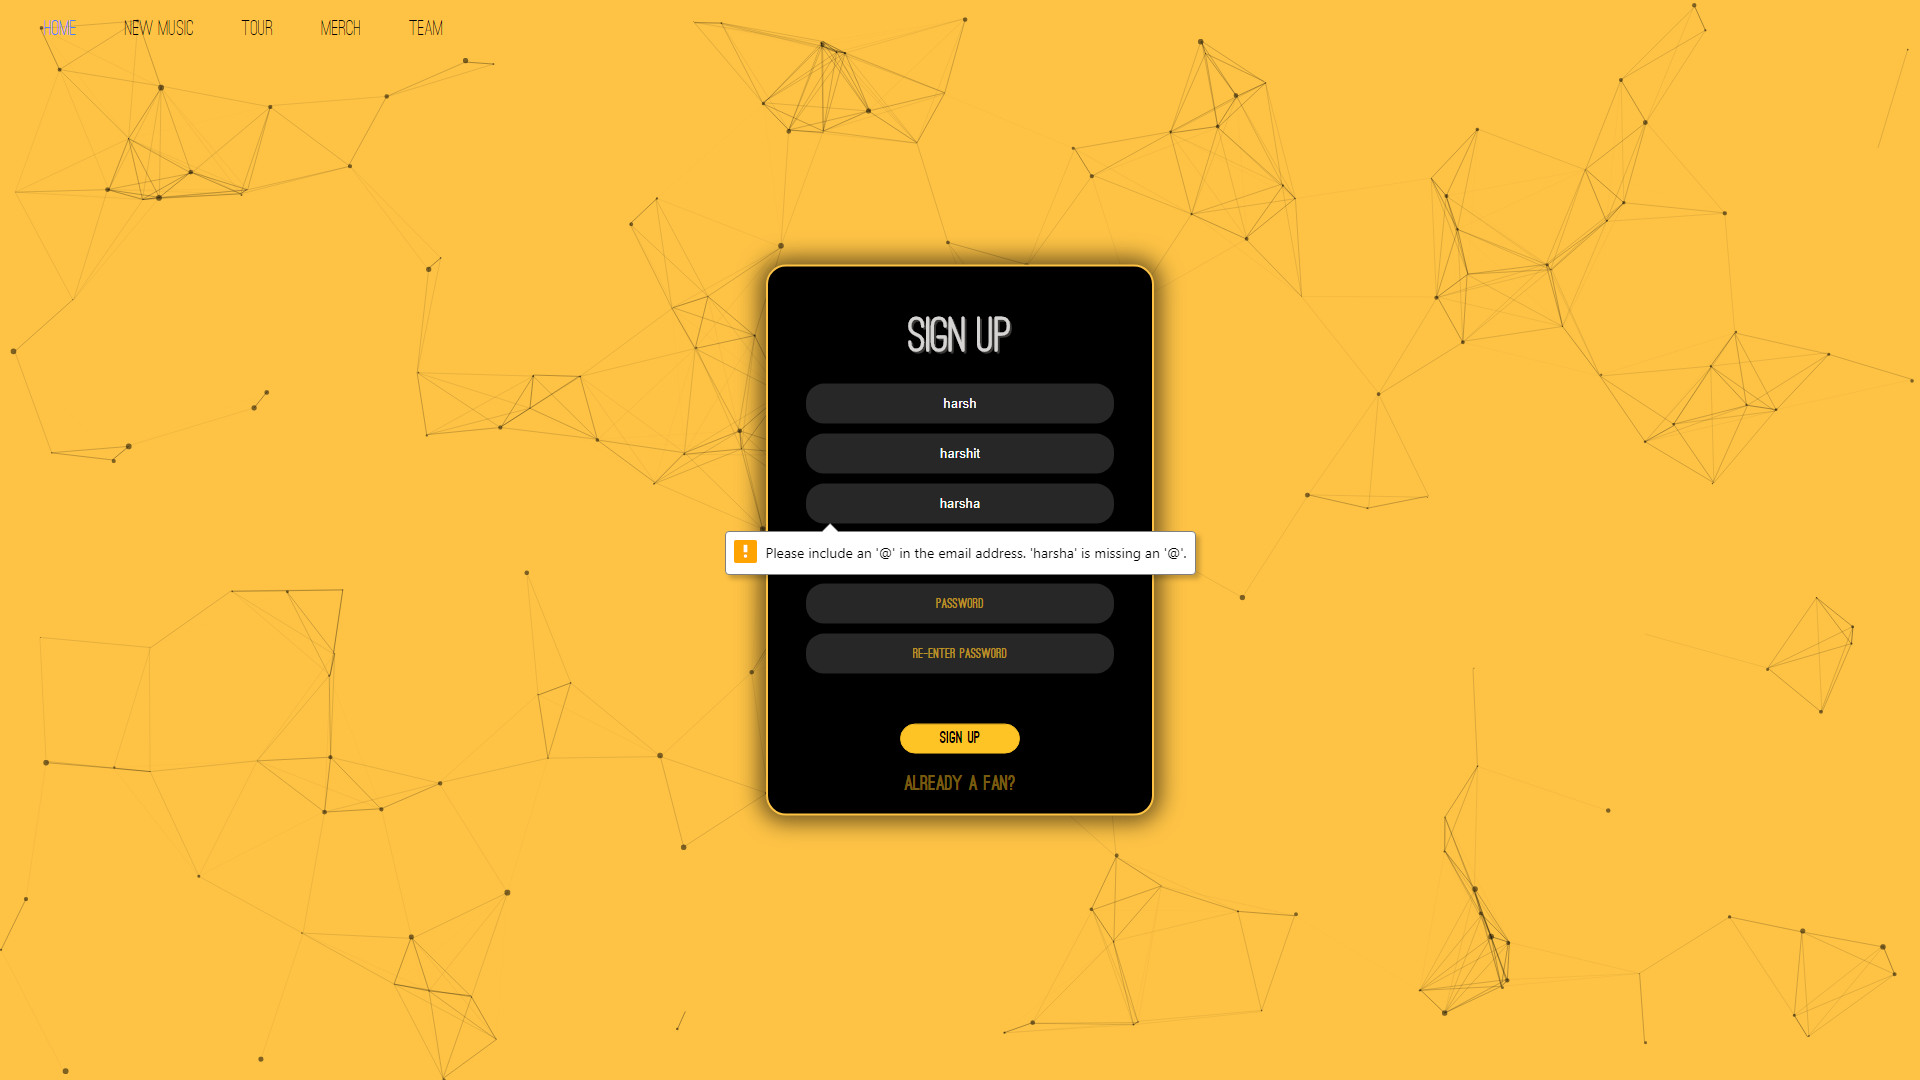 HOME NEW MUSIC TOUR MERCH TEAM
SIGN UP
harsh
harshit
harsha
Please include an '@' in the email address. 'harsha' is missing an '@'.
PASSWORD
RE-ENTER PASSWORD
SIGN UP
ALREADY A FAN?